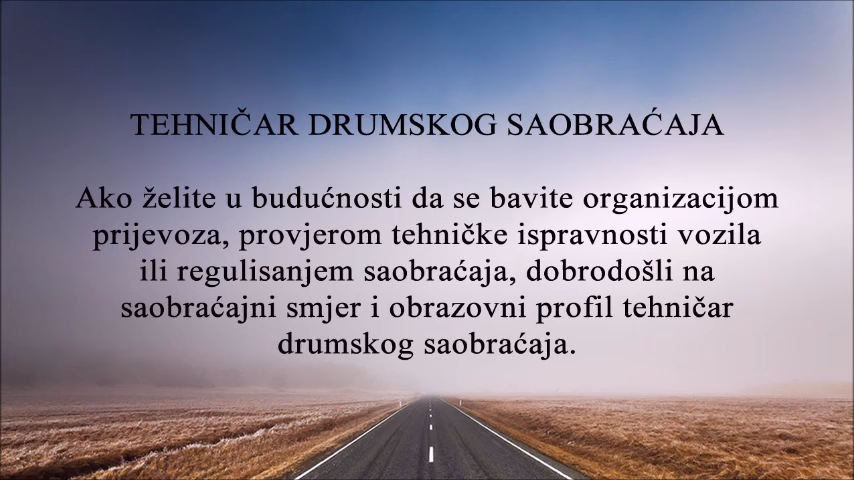 TEHNIČAR DRUMSKOG SAOBRAĆAJA
Ako želite u budućnosti da se bavite organizacijom
prijevoza, provjerom tehničke ispravnosti vozila
ili regulisanjem saobraćaja, dobrodošli na
saobraćajni smjer i obrazovni profil tehničar
drumskog saobraćaja.